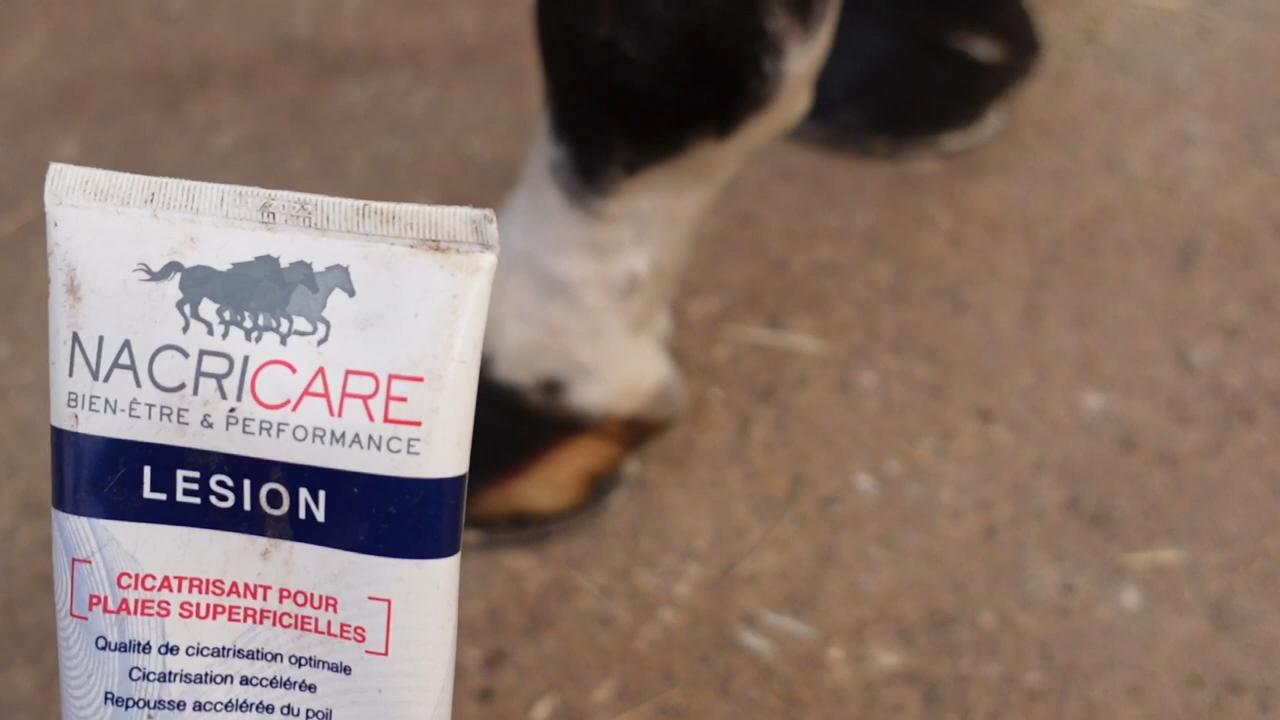 NACRICARE
BIEN-ÊTRE & PERFORMANCE
LESION
CICATRISANT POUR
PLAIES SUPERFICIELLES
Qualité de cicatrisation optimale
Cicatrisation accélérée
Repousse accélérée du poil